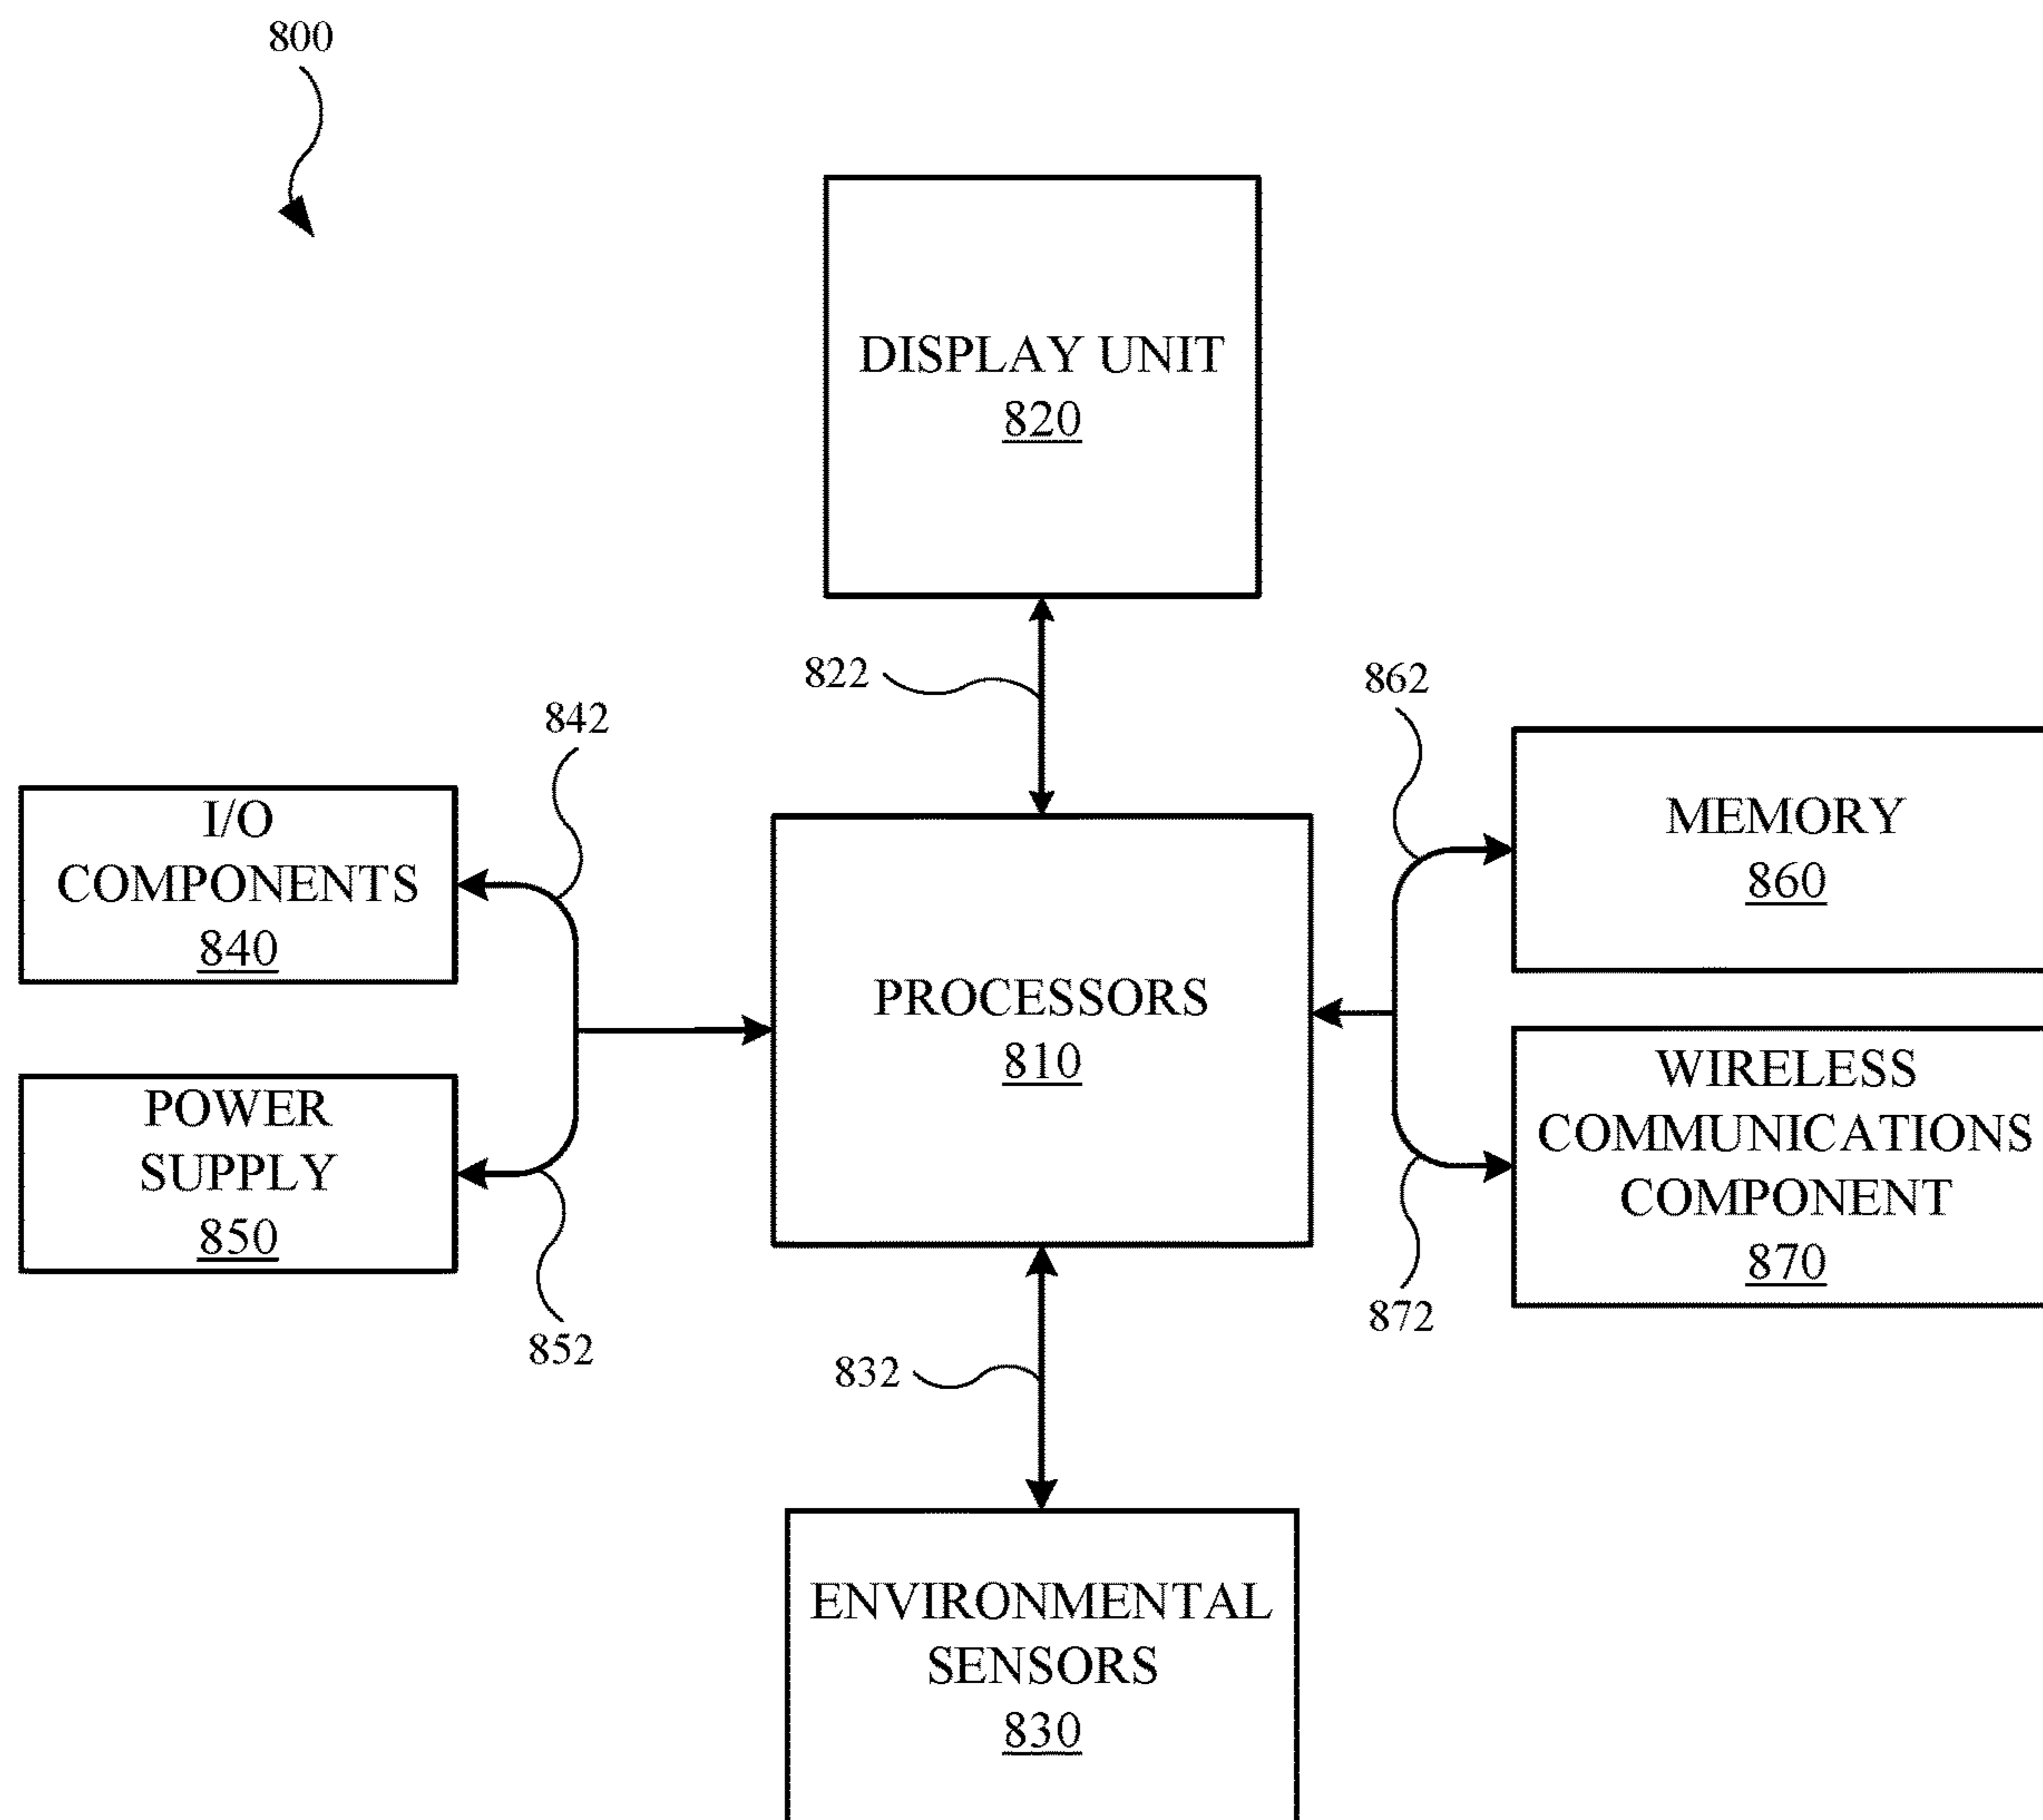 800
DISPLAY UNIT
820
822
862
842
I/O
COMPONENTS
840
MEMORY
860
PROCESSORS
810
POWER
SUPPLY
850
WIRELESS
COMMUNICATIONS
COMPONENT
870
852
872
832
ENVIRONMENTAL
SENSORS
830